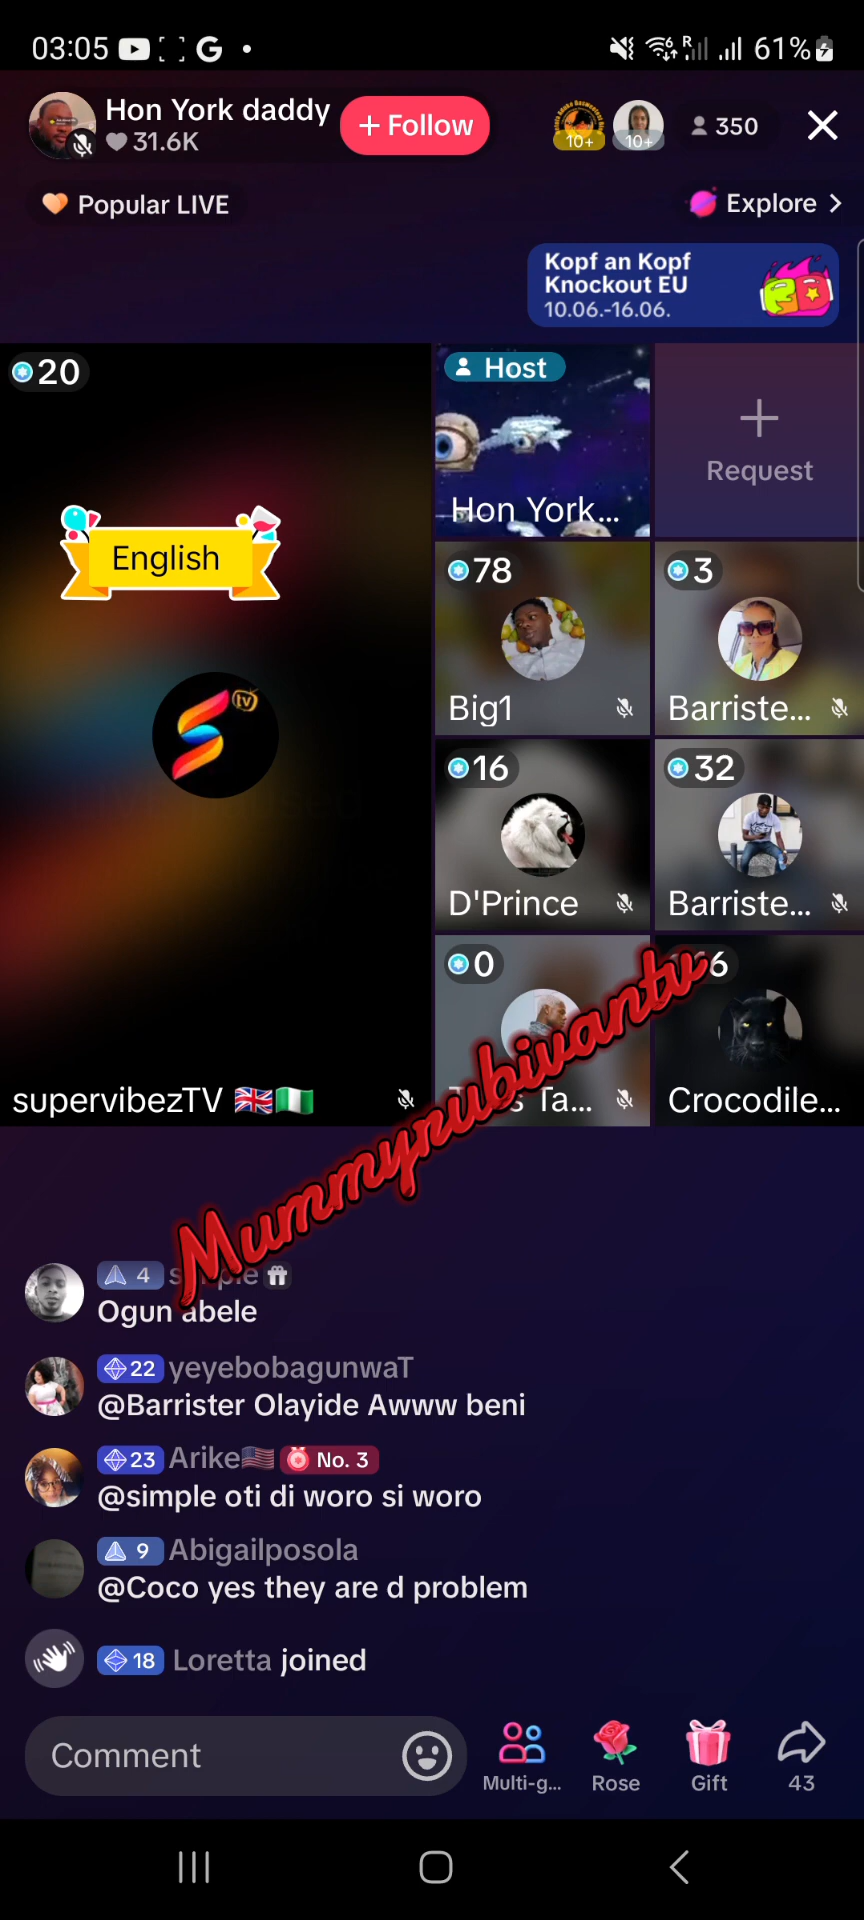 03:05
G
R
61%
Hon York daddy
31.6K
+ Follow
10+
10+
350
Popular LIVE
Explore >
Kopf an Kopf
Knockout EU
10.06.-16.06.
20
Host
Hon York...
Request
English
tv
78
Big1
3
Barriste...
16
D'Prince
32
Barriste...
0
Ta...
Crocodile...
supervibezTV 🇬🇧🇳🇬
Mummyrubivantv
4
Ogun abele
22 yeyebobagunwaT
@Barrister Olayide Awww beni
23 Arike🇺🇸 No. 3
@simple oti di woro si woro
9 Abigailposola
@Coco yes they are d problem
18 Loretta joined
Comment
Multi-g...
Rose
Gift
43